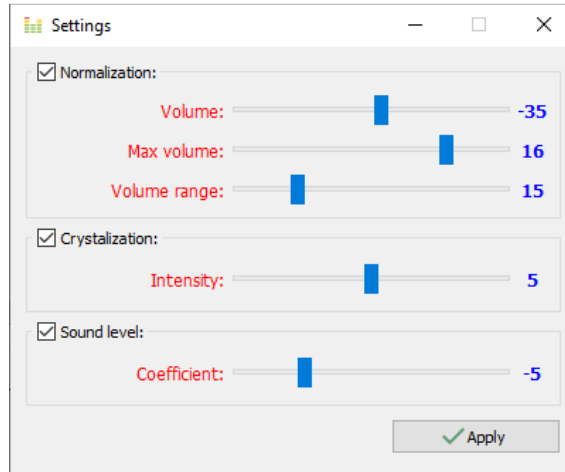 Settings
Normalization:
Volume: -35
Max volume: 16
Volume range: 15
Crystalization:
Intensity: 5
Sound level:
Coefficient: -5
Apply